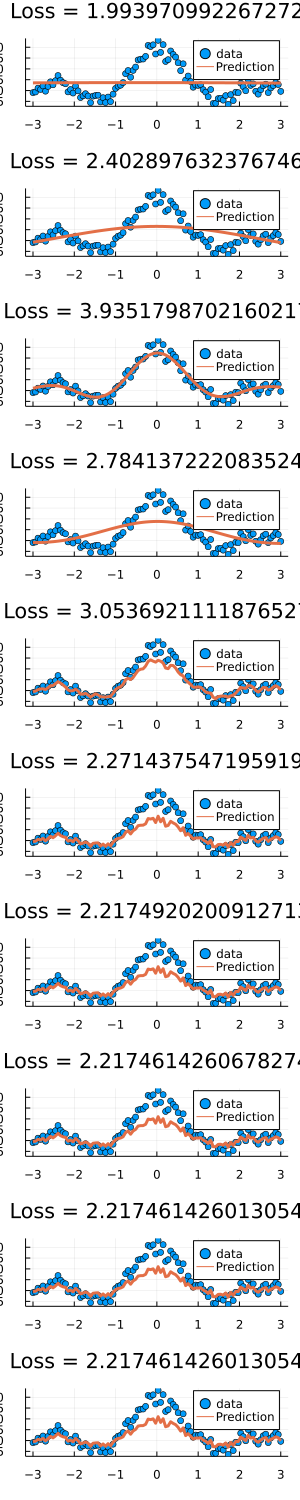 Loss = 1.993970992267272
data
Prediction
−3 −2 −1 0 1 2 3
Loss = 2.402897632376746
data
Prediction
−3 −2 −1 0 1 2 3
Loss = 3.9351798702160217
data
Prediction
−3 −2 −1 0 1 2 3
Loss = 2.784137222083524
data
Prediction
−3 −2 −1 0 1 2 3
Loss = 3.0536921111876527
data
Prediction
−3 −2 −1 0 1 2 3
Loss = 2.271437547195919
data
Prediction
−3 −2 −1 0 1 2 3
Loss = 2.2174920200912713
data
Prediction
−3 −2 −1 0 1 2 3
Loss = 2.2174614260678274
data
Prediction
−3 −2 −1 0 1 2 3
Loss = 2.217461426013054
data
Prediction
−3 −2 −1 0 1 2 3
Loss = 2.217461426013054
data
Prediction
−3 −2 −1 0 1 2 3